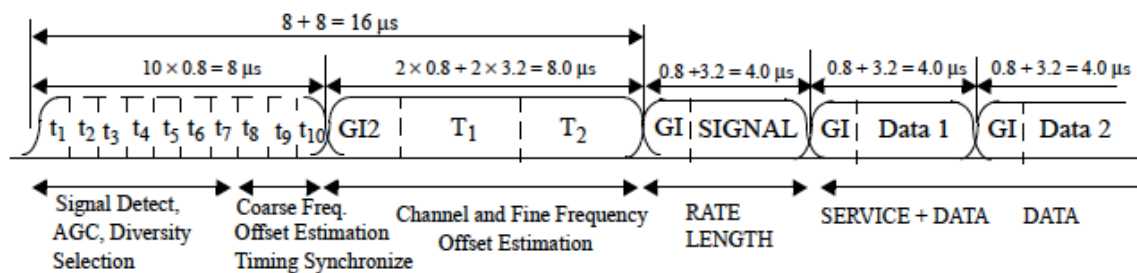 8 + 8 = 16 μs
10 × 0.8 = 8 μs
2 × 0.8 + 2 × 3.2 = 8.0 μs
0.8 +3.2 = 4.0 μs
0.8 + 3.2 = 4.0 μs
0.8 + 3.2 = 4.0 μs
t1 t2 t3 t4 t5 t6 t7 t8 t9 t10 GI2 T1 T2 GI SIGNAL GI Data 1 GI Data 2
Signal Detect,
AGC, Diversity
Selection
Coarse Freq.
Offset Estimation
Timing Synchronize
Channel and Fine Frequency
Offset Estimation
RATE
LENGTH
SERVICE + DATA
DATA